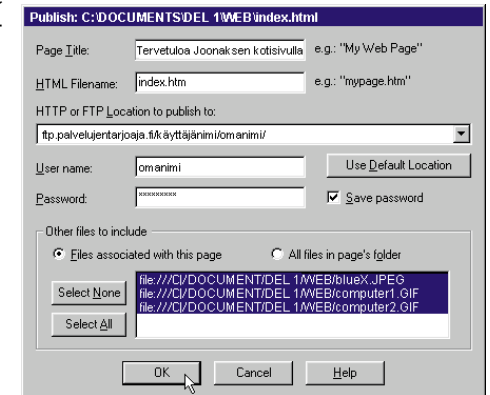 Publish: C:\DOCUMENTS\DEL 1\WEB\index.html
Page Title: Tervetuloa Joonaksen kotisivulla e.g.: "My Web Page"
HTML Filename: index.htm e.g.: "mypage.htm"
HTTP or FTP Location to publish to:
ftp.palvelujentarjoaja.fi/käyttäjänimi/omanimi/
User name: omanimi Use Default Location
Password: ********* Save password
Other files to include
Files associated with this page All files in page's folder
Select None
Select All
file:///C|/DOCUMENT/DEL 1/WEB/blueX.JPEG
file:///C|/DOCUMENT/DEL 1/WEB/computer1.GIF
file:///C|/DOCUMENT/DEL 1/WEB/computer2.GIF
OK Cancel Help